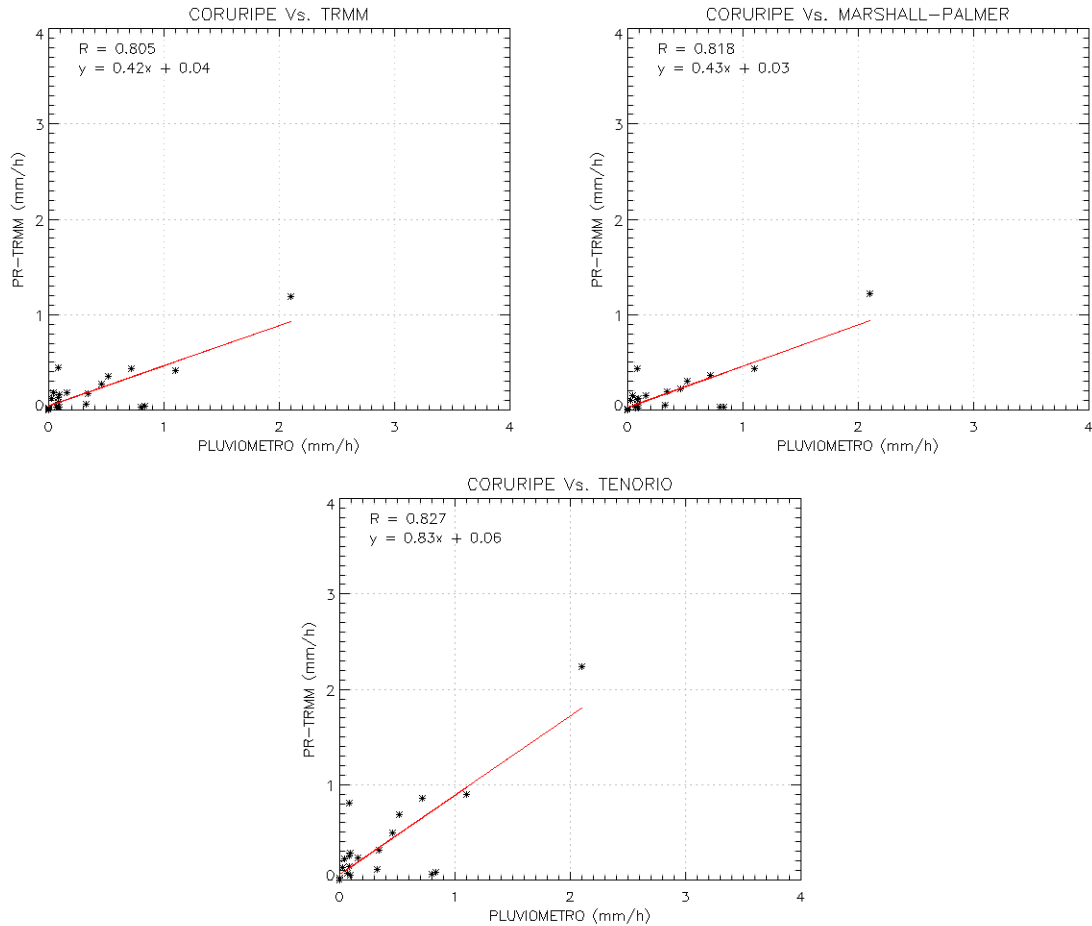 CORURIPE Vs. TRMM
R = 0.805
y = 0.42x + 0.04
4
3
2
1
0
PR-TRMM (mm/h)
0 1 2 3 4
PLUVIOMETRO (mm/h)
CORURIPE Vs. MARSHALL-PALMER
R = 0.818
y = 0.43x + 0.03
4
3
2
1
0
PR-TRMM (mm/h)
0 1 2 3 4
PLUVIOMETRO (mm/h)
CORURIPE Vs. TENORIO
R = 0.827
y = 0.83x + 0.06
4
3
2
1
0
PR-TRMM (mm/h)
0 1 2 3 4
PLUVIOMETRO (mm/h)